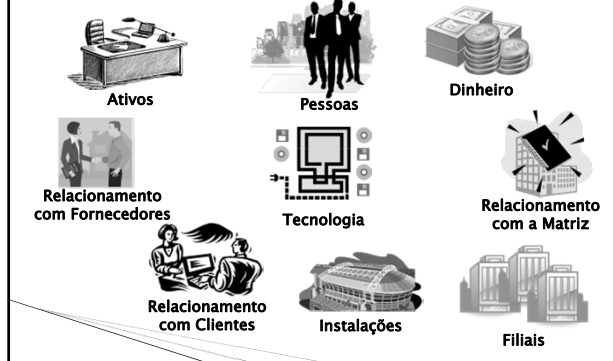 Ativos
Pessoas
Dinheiro
Relacionamento
com Fornecedores
Tecnologia
Relacionamento
com a Matriz
Relacionamento
com Clientes
Instalações
Filiais